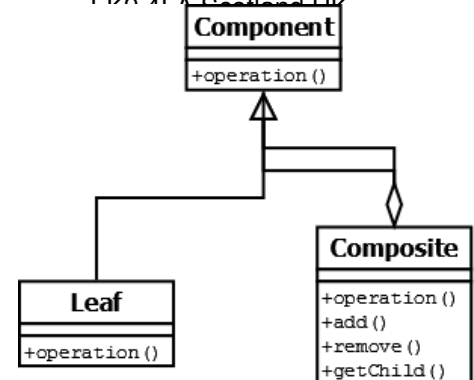 Component
+operation()
Leaf
+operation()
Composite
+operation()
+add()
+remove()
+getChild()